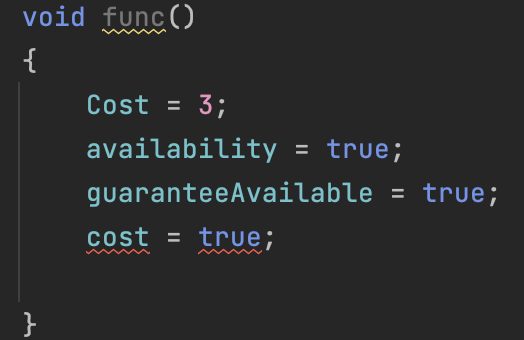 void func()
{
Cost = 3;
availability = true;
guaranteeAvailable = true;
cost = true;
}